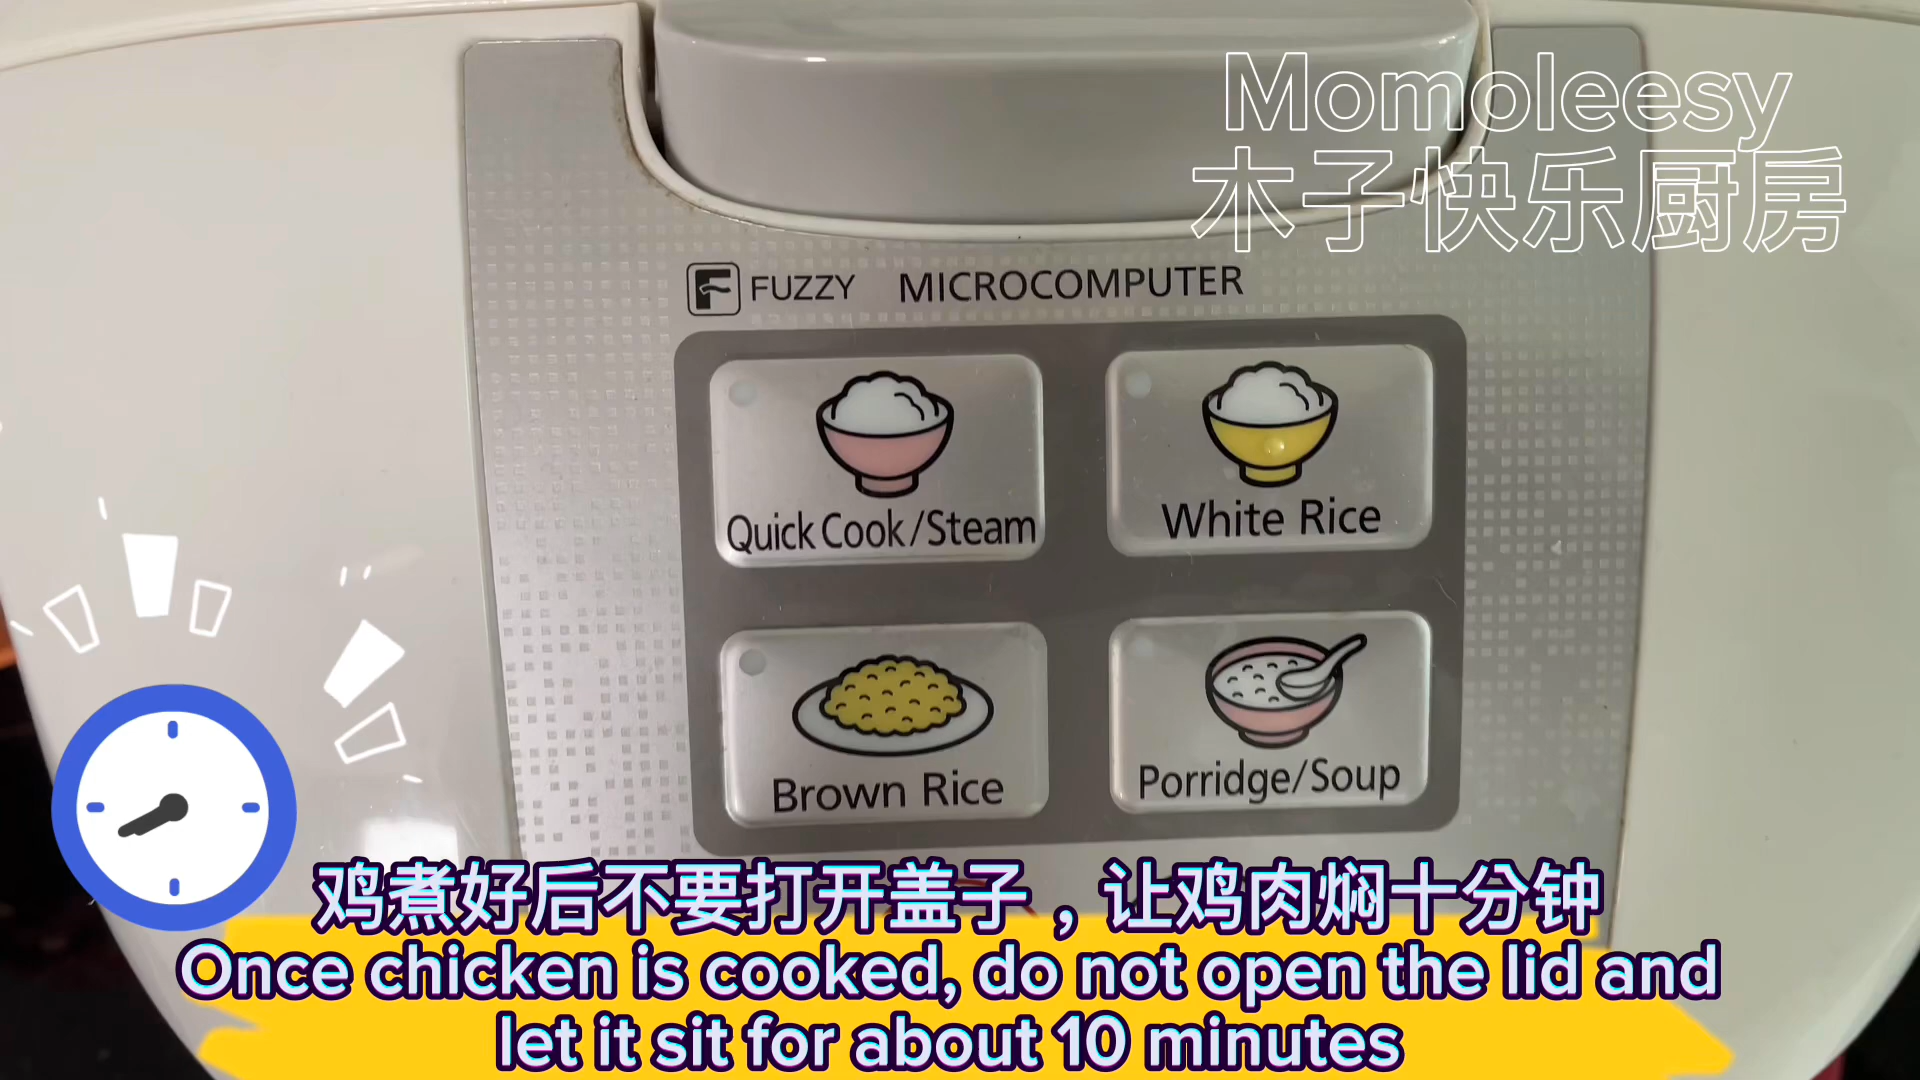 Momoleesy
木子快乐厨房
FUZZY MICROCOMPUTER
Quick Cook/Steam
White Rice
Brown Rice
Porridge/Soup
鸡煮好后不要打开盖子，让鸡肉焖十分钟
Once chicken is cooked, do not open the lid and
let it sit for about 10 minutes